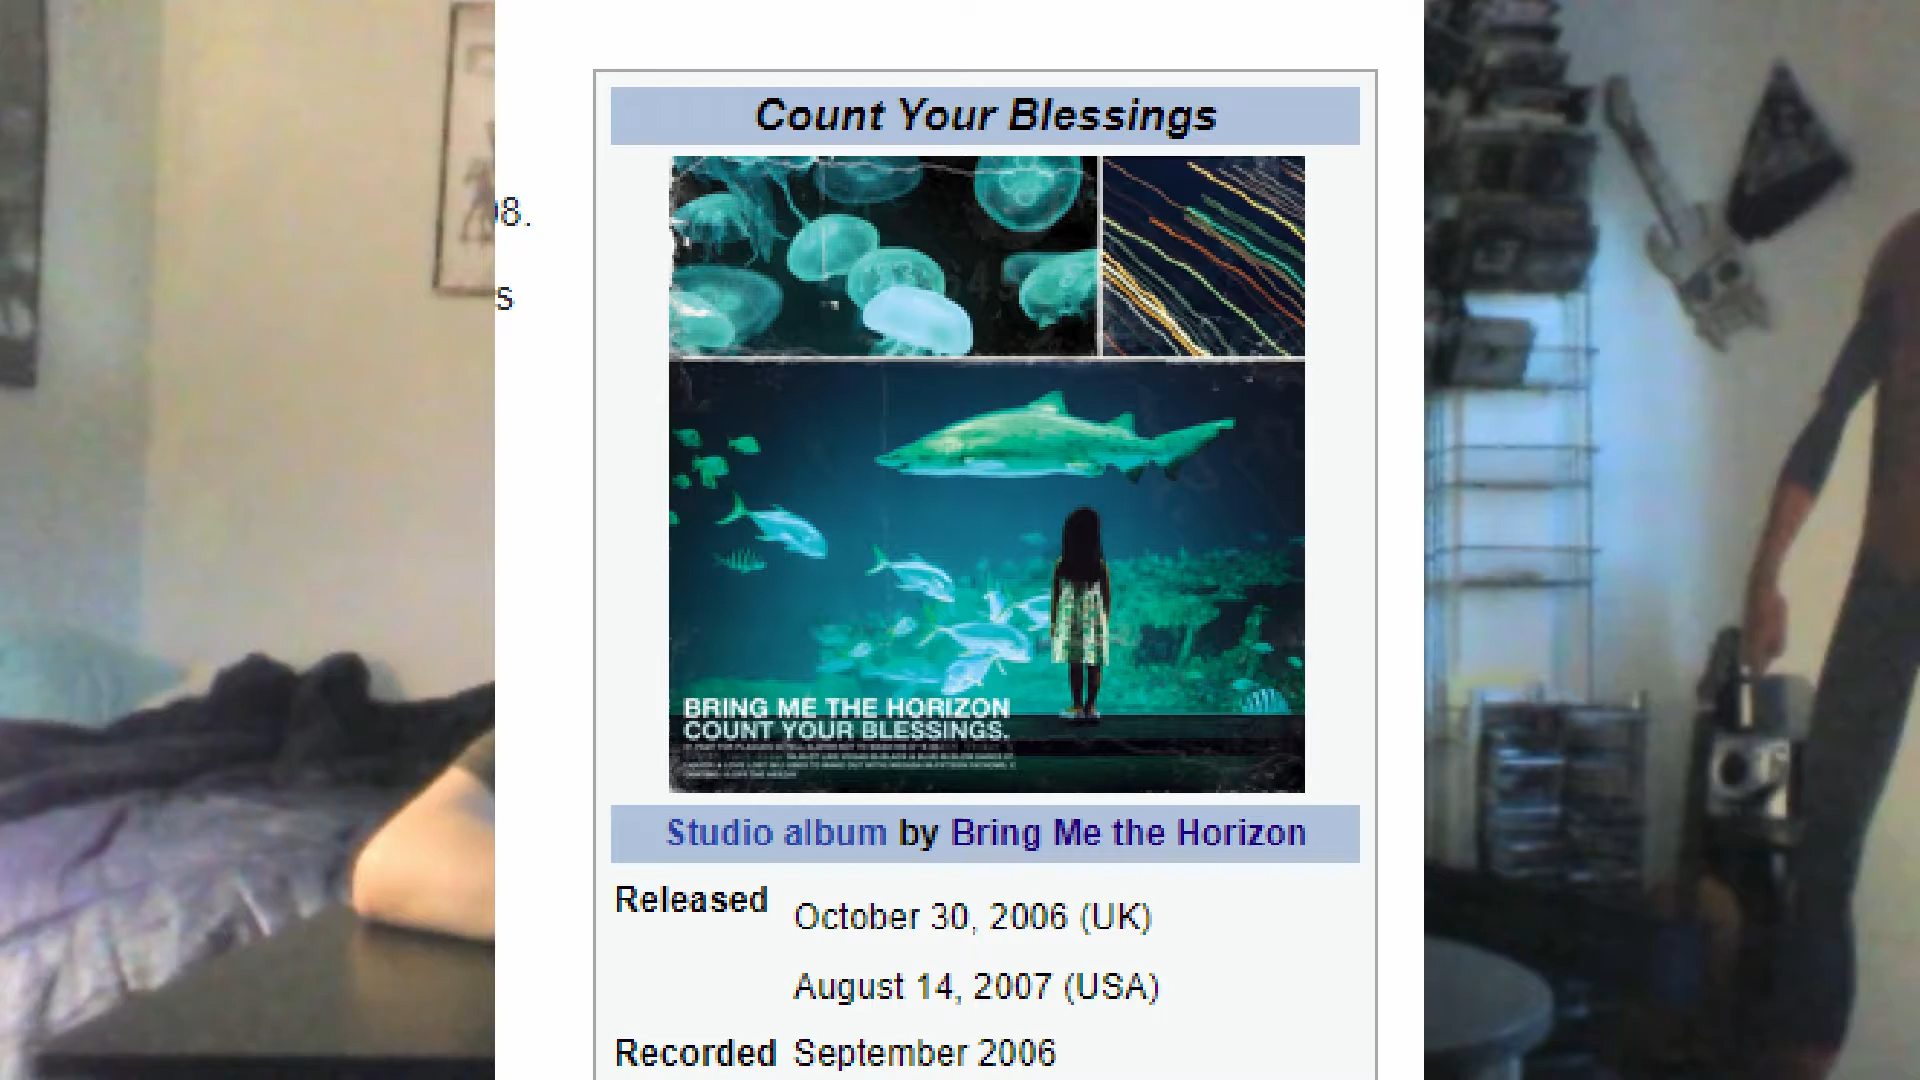 Count Your Blessings
8.
s
BRING ME THE HORIZON
COUNT YOUR BLESSINGS.
Studio album by Bring Me the Horizon
Released
October 30, 2006 (UK)
August 14, 2007 (USA)
Recorded September 2006